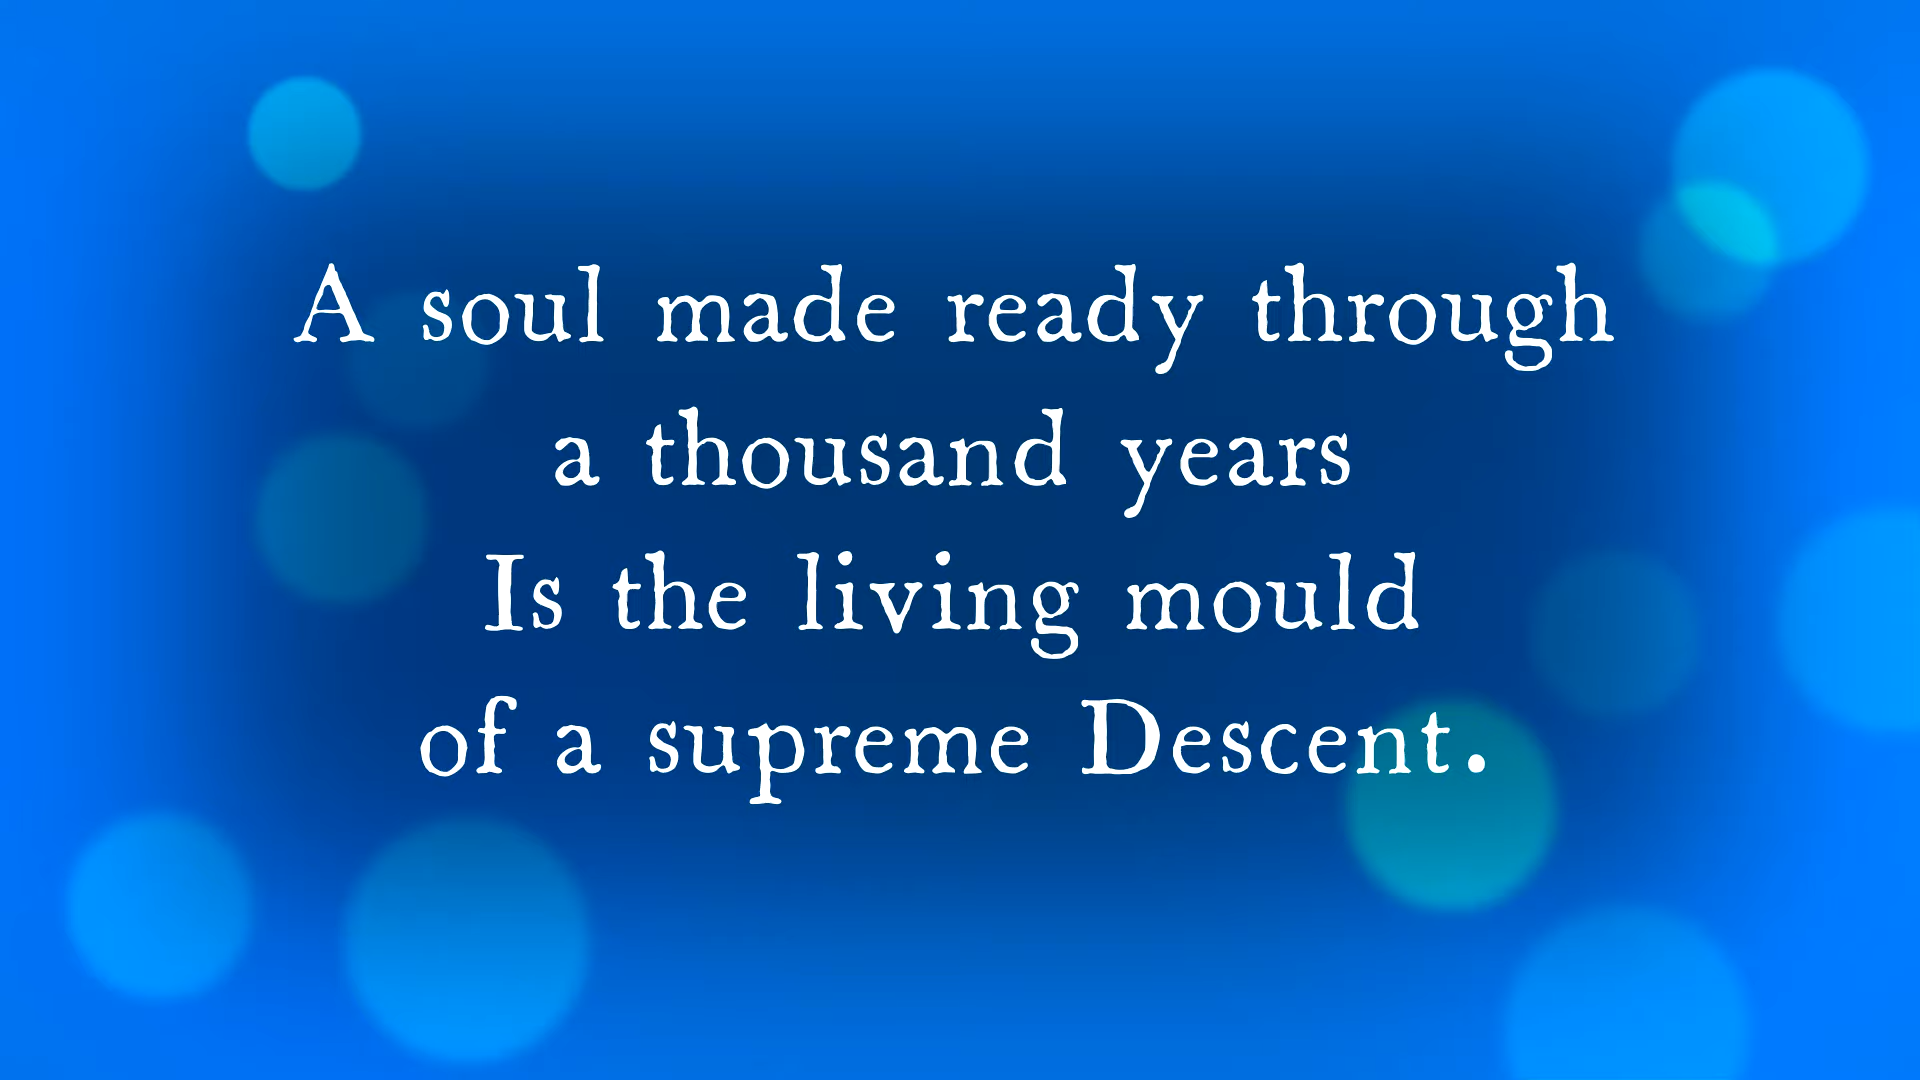 A soul made ready through
a thousand years
Is the living mould
of a supreme Descent.